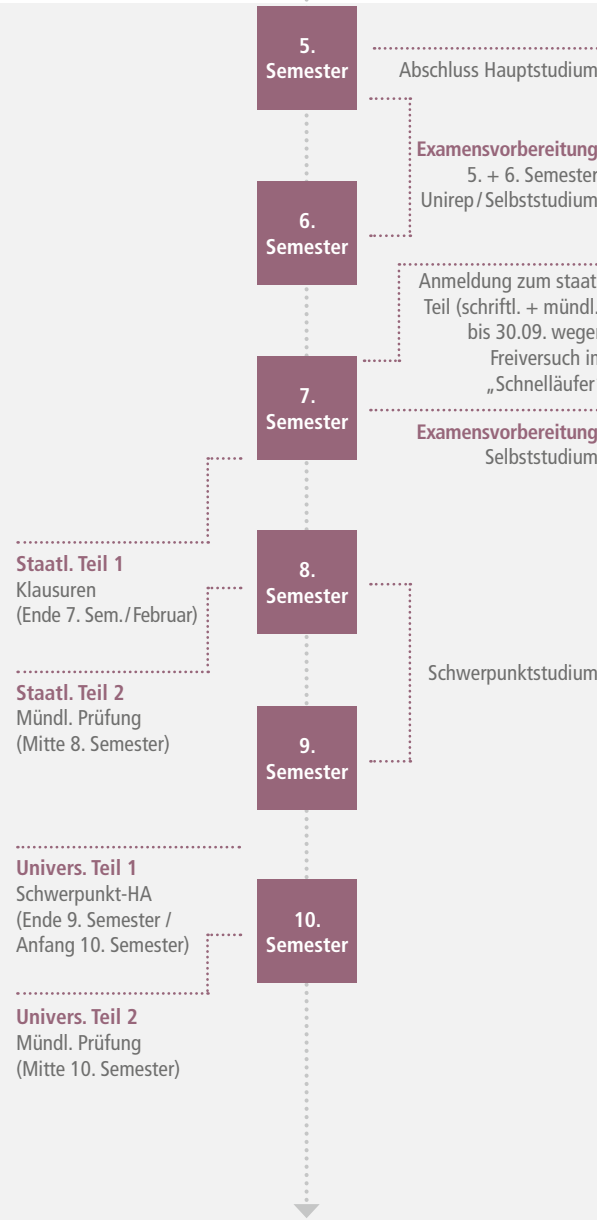 5.
Semester
Abschluss Hauptstudium
Examensvorbereitung
5. + 6. Semester
Unirep / Selbststudium
6.
Semester
Anmeldung zum staatl.
Teil (schriftl. + mündl.
bis 30.09.
Freiversuch
„Schnelläufer
7.
Semester
Examensvorbereitung
Selbststudium
Staatl. Teil 1
Klausuren
(Ende 7. Sem. / Februar)
8.
Semester
Staatl. Teil 2
Mündl. Prüfung
(Mitte 8. Semester)
Schwerpunktstudium
9.
Semester
Univers. Teil 1
Schwerpunkt-HA
(Ende 9. Semester /
Anfang 10. Semester)
10.
Semester
Univers. Teil 2
Mündl. Prüfung
(Mitte 10. Semester)